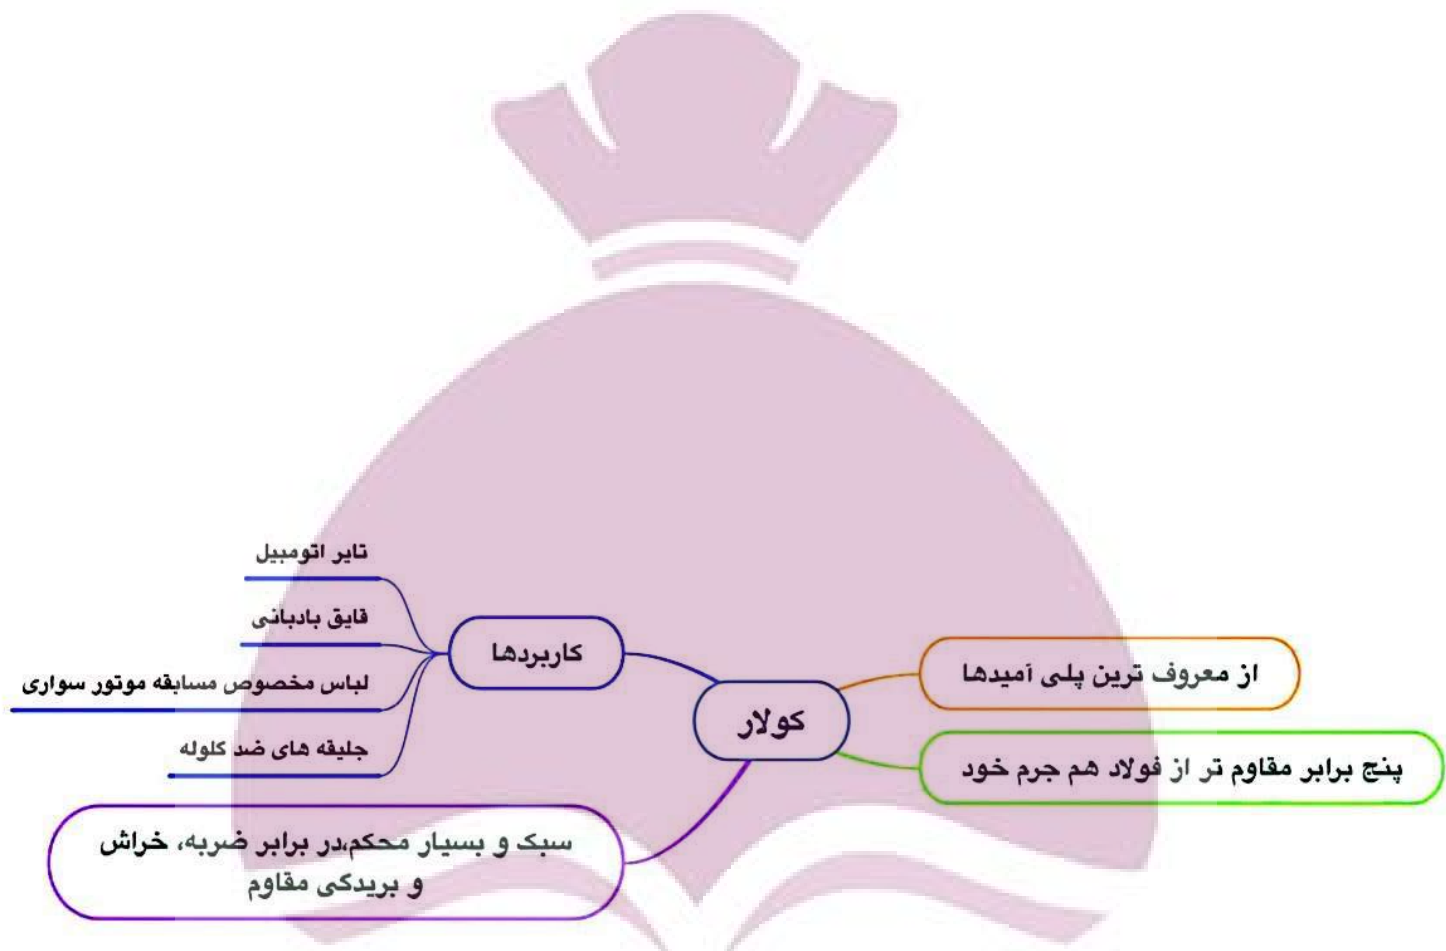 کولار
از معروف ترین پلی آمیدها
پنج برابر مقاوم تر از فولاد هم جرم خود
کاربردها
تایر اتومبیل
قایق بادبانی
لباس مخصوص مسابقه موتور سواری
جلیقه های ضد گلوله
سبک و بسیار محکم،در برابر ضربه، خراش
و بریدگی مقاوم